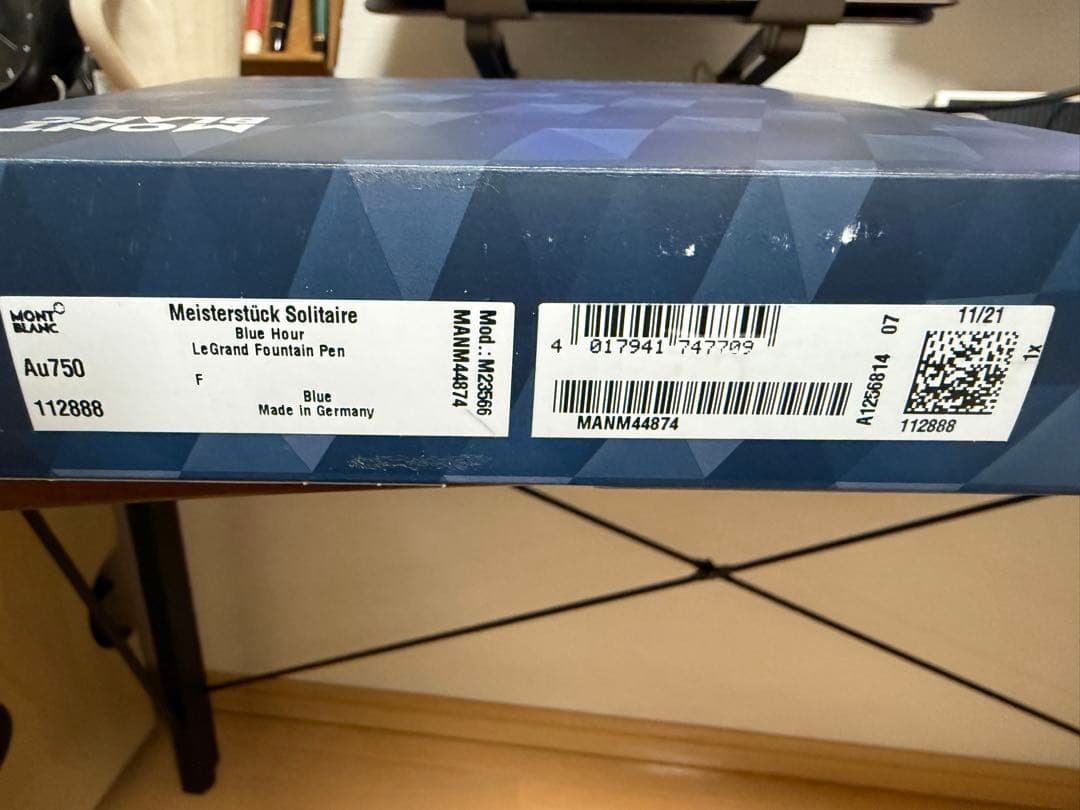 MONT
BLANC
MONT
BLANC
Meisterstück Solitaire
Blue Hour
LeGrand Fountain Pen
Au750
F
Blue
112888
Made in Germany
Mod.:M23566
MANM44874
4 017941 747709
MANM44874
A1256814 07
11/21
1x
112888